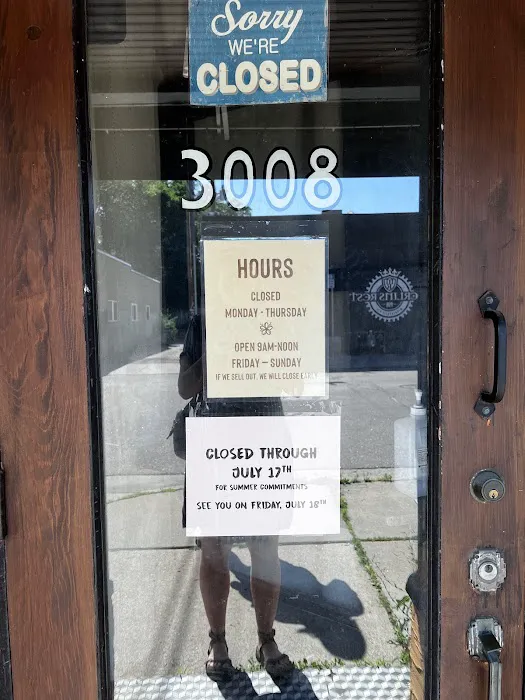 Sorry
WE'RE
CLOSED
3008
HOURS
CLOSED
MONDAY - THURSDAY
OPEN 9AM-NOON
FRIDAY – SUNDAY
IF WE SELL OUT, WE WILL CLOSE EARLY
CLOSED THROUGH
JULY 17TH
FOR SUMMER COMMITMENTS
SEE YOU ON FRIDAY, JULY 18TH